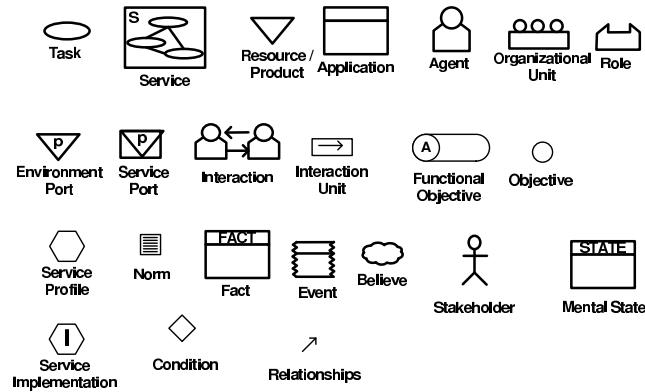 S
Task
Service
Resource /
Product
Application
Agent
Organizational
Unit
Role
p
Environment
Port
p
Service
Port
Interaction
Interaction
Unit
A
Functional
Objective
Objective
Service
Profile
Norm
FACT
Fact
Event
Believe
Stakeholder
STATE
Mental State
I
Service
Implementation
Condition
Relationships